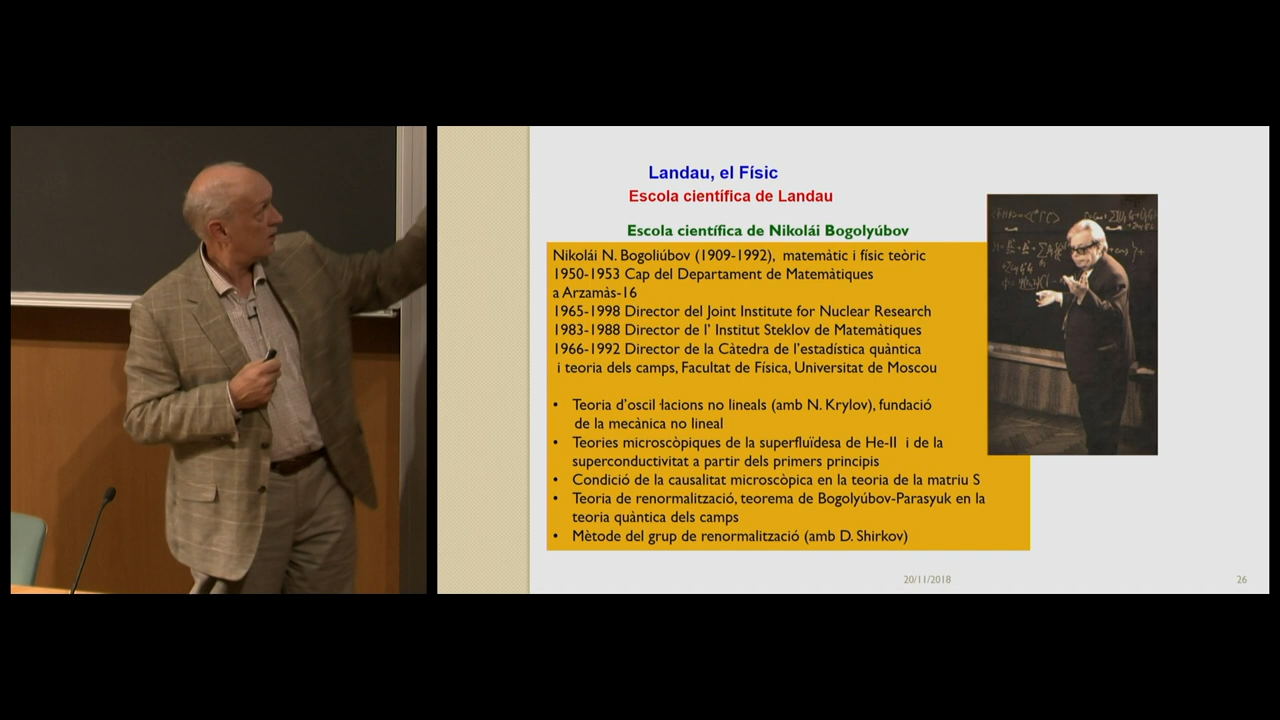 Landau, el Físic
Escola científica de Landau
Escola científica de Nikolái Bogolyúbov
Nikolái N. Bogoliúbov (1909-1992), matemàtic i físic teòric
1950-1953 Cap del Departament de Matemàtiques
a Arzamàs-16
1965-1998 Director del Joint Institute for Nuclear Research
1983-1988 Director de l' Institut Steklov de Matemàtiques
1966-1992 Director de la Càtedra de l'estadística quàntica
i teoria dels camps, Facultat de Física, Universitat de Moscou
• Teoria d'oscil·lacions no lineals (amb N. Krylov), fundació
de la mecànica no lineal
• Teories microscòpiques de la superfluïdesa de He-II i de la
superconductivitat a partir dels primers principis
• Condició de la causalitat microscòpica en la teoria de la matriu S
• Teoria de renormalització, teorema de Bogolyúbov-Parasyuk en la
teoria quàntica dels camps
• Mètode del grup de renormalització (amb D. Shirkov)
20/11/2018
26